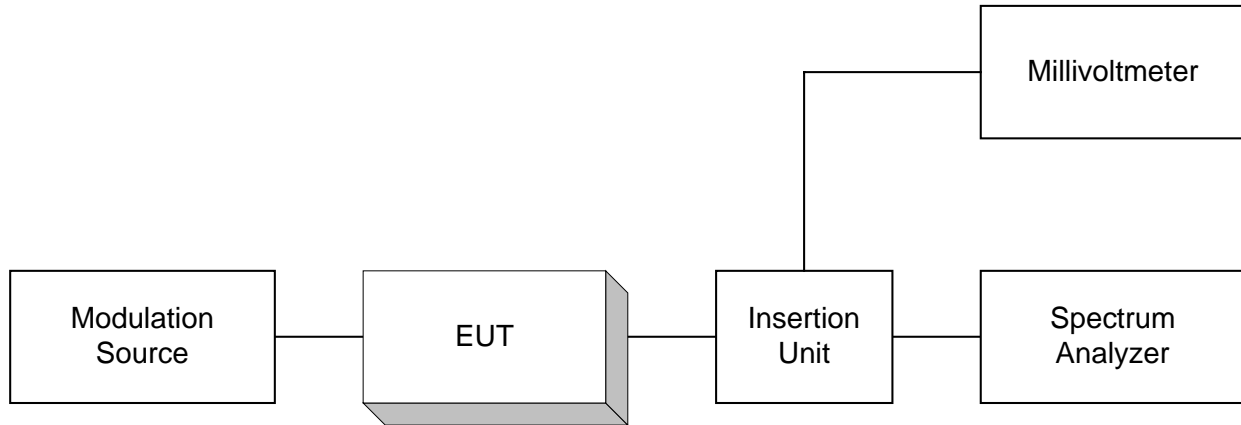 Millivoltmeter
Modulation
Source
EUT
Insertion
Unit
Spectrum
Analyzer